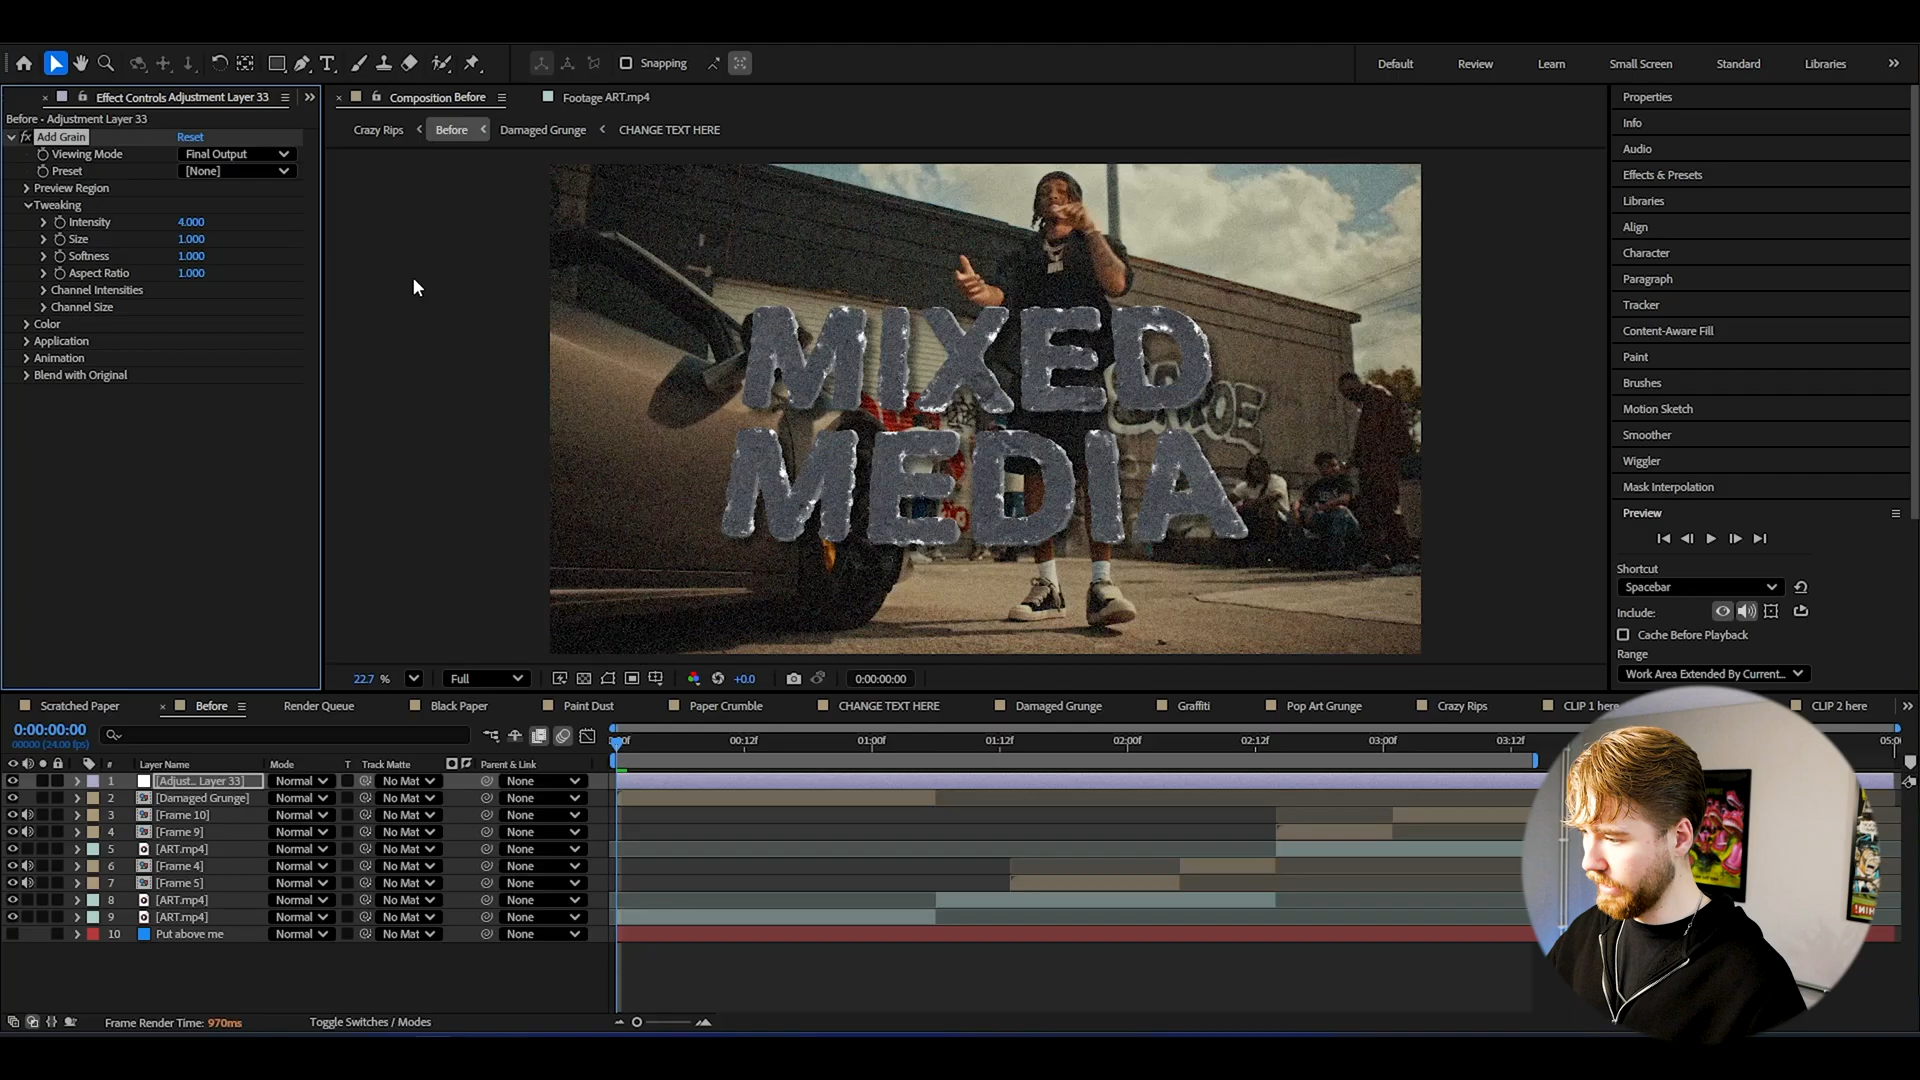 Snapping
Default
Review
Learn
Small Screen
Standard
Libraries
Effect Controls Adjustment Layer 33
Before • Adjustment Layer 33
fx Add Grain Reset
Viewing Mode Final Output
Preset [None]
Preview Region
Tweaking
Intensity 4.000
Size 1.000
Softness 1.000
Aspect Ratio 1.000
Channel Intensities
Channel Size
Color
Application
Animation
Blend with Original
Composition Before
Footage ART.mp4
Crazy Rips
Before
Damaged Grunge
CHANGE TEXT HERE
MIXED
MEDIA
22.7 %
Full
+0.0
0:00:00:00
Properties
Info
Audio
Effects & Presets
Libraries
Align
Character
Paragraph
Tracker
Content-Aware Fill
Paint
Brushes
Motion Sketch
Smoother
Wiggler
Mask Interpolation
Preview
Shortcut
Spacebar
Include:
Cache Before Playback
Range
Work Area Extended By Current...
Scratched Paper
Before
Render Queue
Black Paper
Paint Dust
Paper Crumble
CHANGE TEXT HERE
Damaged Grunge
Graffiti
Pop Art Grunge
Crazy Rips
CLIP 1 here
CLIP 2 here
0:00:00:00
00000 (24.00 fps)
00:12f
01:00f
01:12f
02:00f
02:12f
03:00f
03:12f
# Layer Name Mode T Track Matte Parent & Link
1 [Adjust... Layer 33] Normal No Mat None
2 [Damaged Grunge] Normal No Mat None
3 [Frame 10] Normal No Mat None
4 [Frame 9] Normal No Mat None
5 [ART.mp4] Normal No Mat None
6 [Frame 4] Normal No Mat None
7 [Frame 5] Normal No Mat None
8 [ART.mp4] Normal No Mat None
9 [ART.mp4] Normal No Mat None
10 Put above me Normal No Mat None
Frame Render Time: 970ms
Toggle Switches / Modes